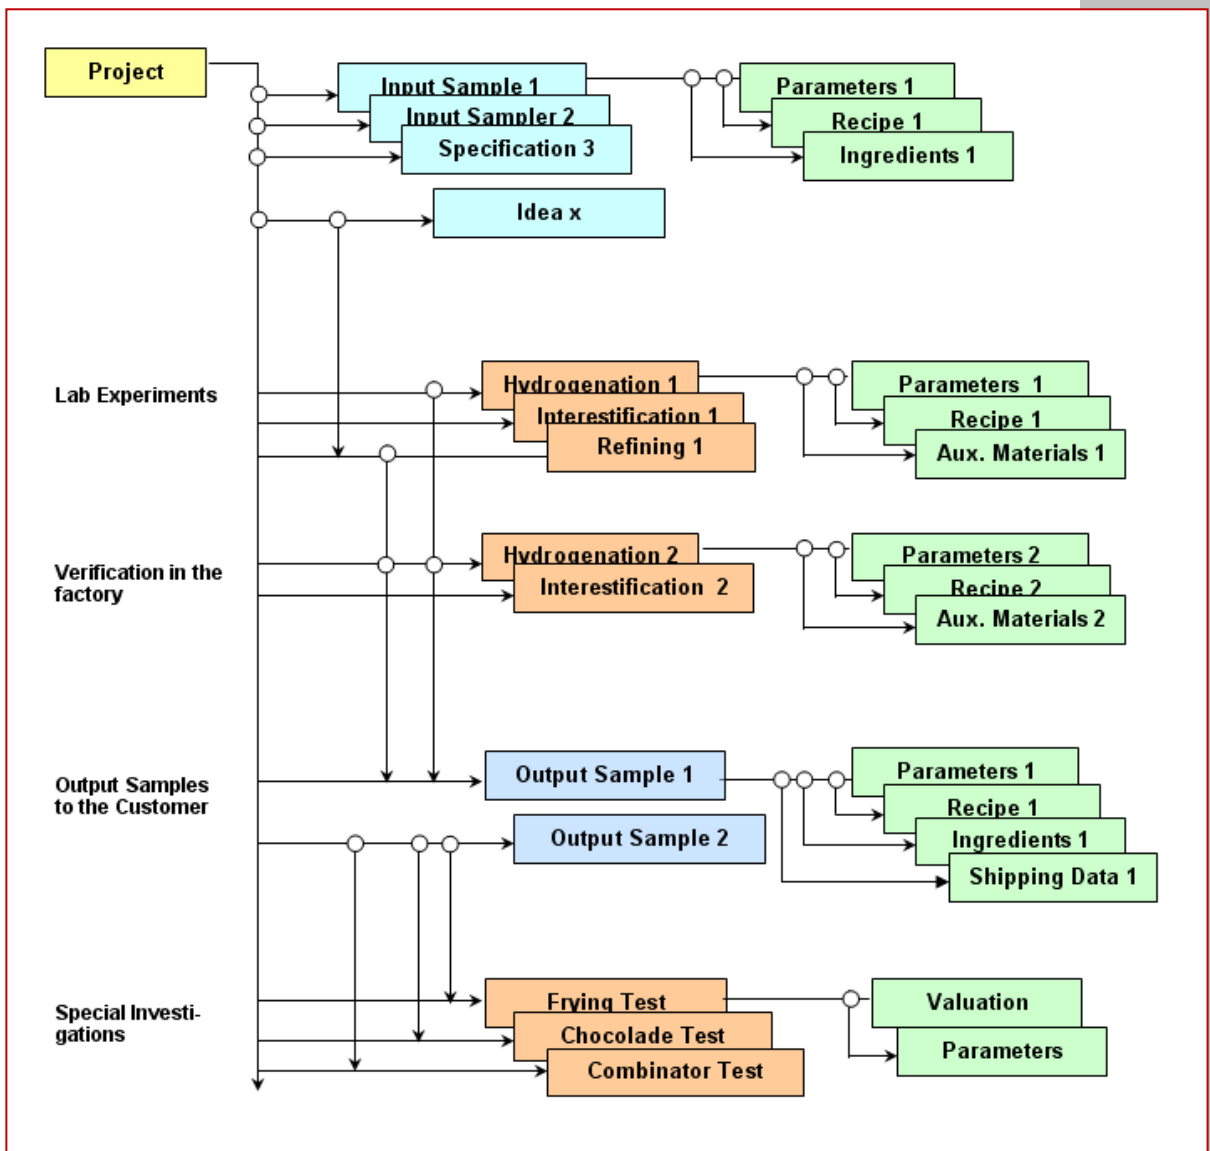 Project
Input Sample 1
Input Sampler 2
Specification 3
Parameters 1
Recipe 1
Ingredients 1
Idea x
Lab Experiments
Hydrogenation 1
Interestification 1
Refining 1
Parameters 1
Recipe 1
Aux. Materials 1
Verification in the
factory
Hydrogenation 2
Interestification 2
Parameters 2
Recipe 2
Aux. Materials 2
Output Samples
to the Customer
Output Sample 1
Output Sample 2
Parameters 1
Recipe 1
Ingredients 1
Shipping Data 1
Special Investi-
gations
Frying Test
Chocolade Test
Combinator Test
Valuation
Parameters